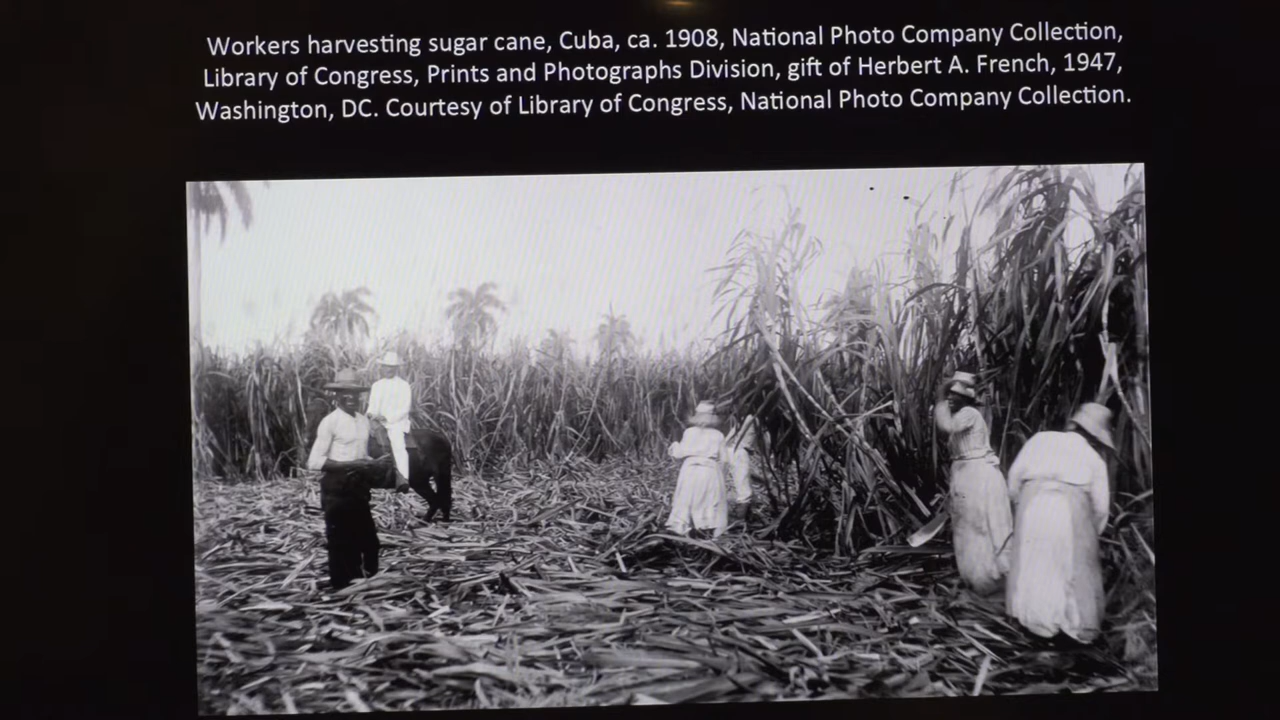 Workers harvesting sugar cane, Cuba, ca. 1908, National Photo Company Collection,
Library of Congress, Prints and Photographs Division, gift of Herbert A. French, 1947,
Washington, DC. Courtesy of Library of Congress, National Photo Company Collection.